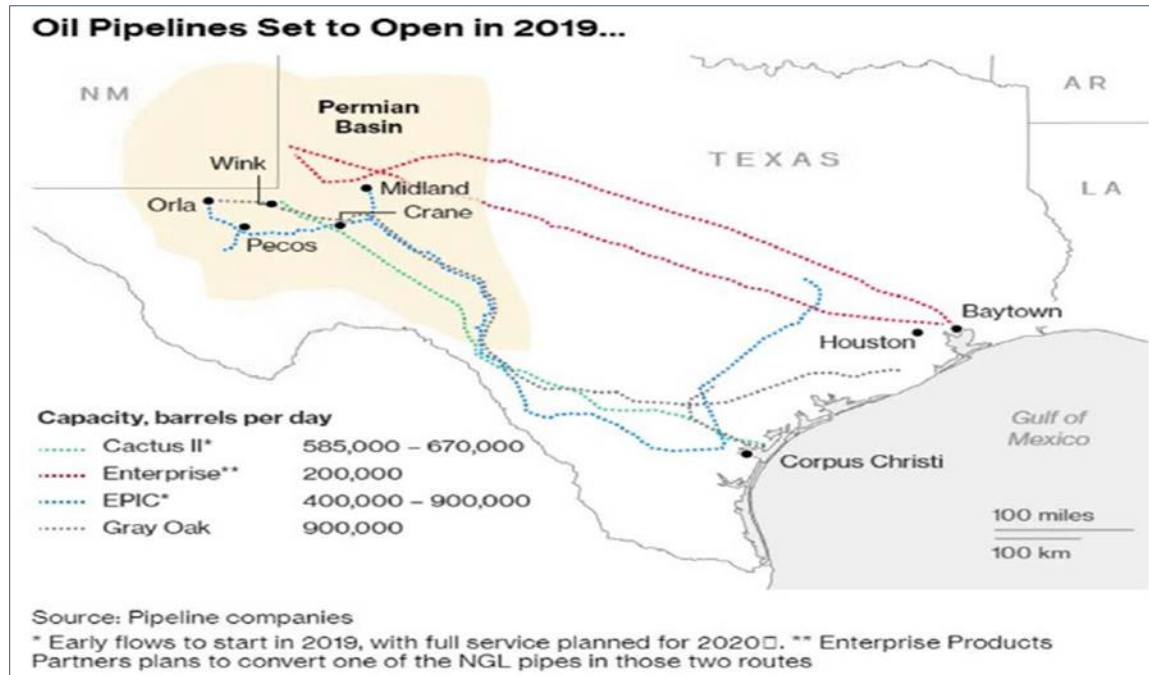 Oil Pipelines Set to Open in 2019...
NM
AR
Permian
Basin
TEXAS
Wink
LA
Midland
Orla
Crane
Pecos
Baytown
Houston
Capacity, barrels per day
Cactus II* 585,000 – 670,000
Enterprise** 200,000
EPIC* 400,000 – 900,000
Gray Oak 900,000
Gulf of
Mexico
Corpus Christi
100 miles
100 km
Source: Pipeline companies
* Early flows to start in 2019, with full service planned for 2020□. ** Enterprise Products
Partners plans to convert one of the NGL pipes in those two routes